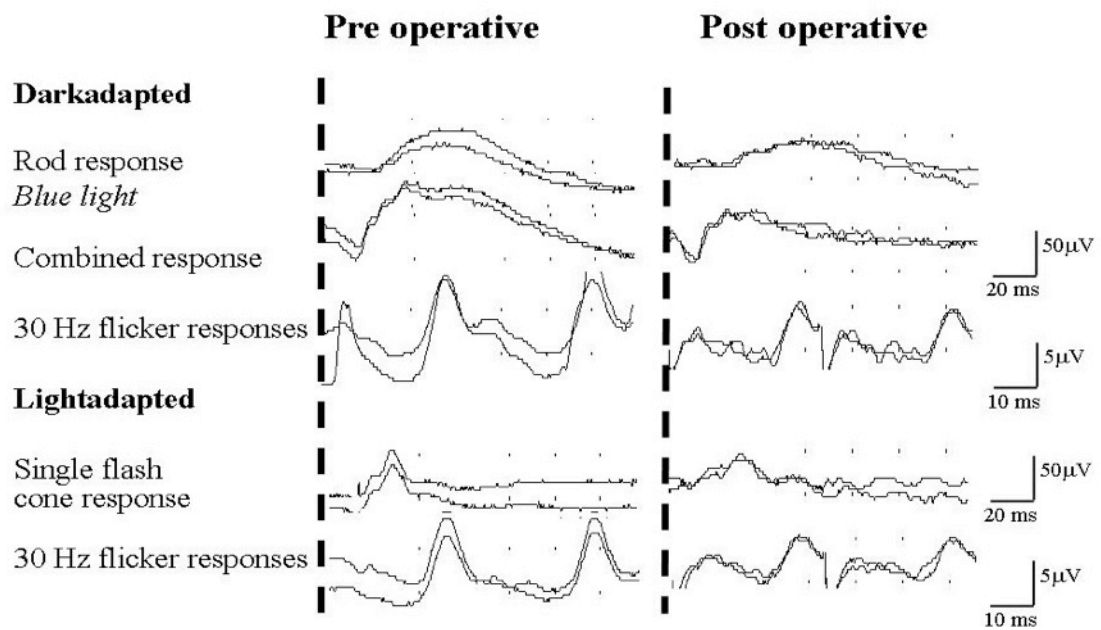 Pre operative Post operative
Darkadapted
Rod response
Blue light
Combined response
50μV
20 ms
30 Hz flicker responses
5μV
10 ms
Lightadapted
Single flash
cone response
50μV
20 ms
30 Hz flicker responses
5μV
10 ms